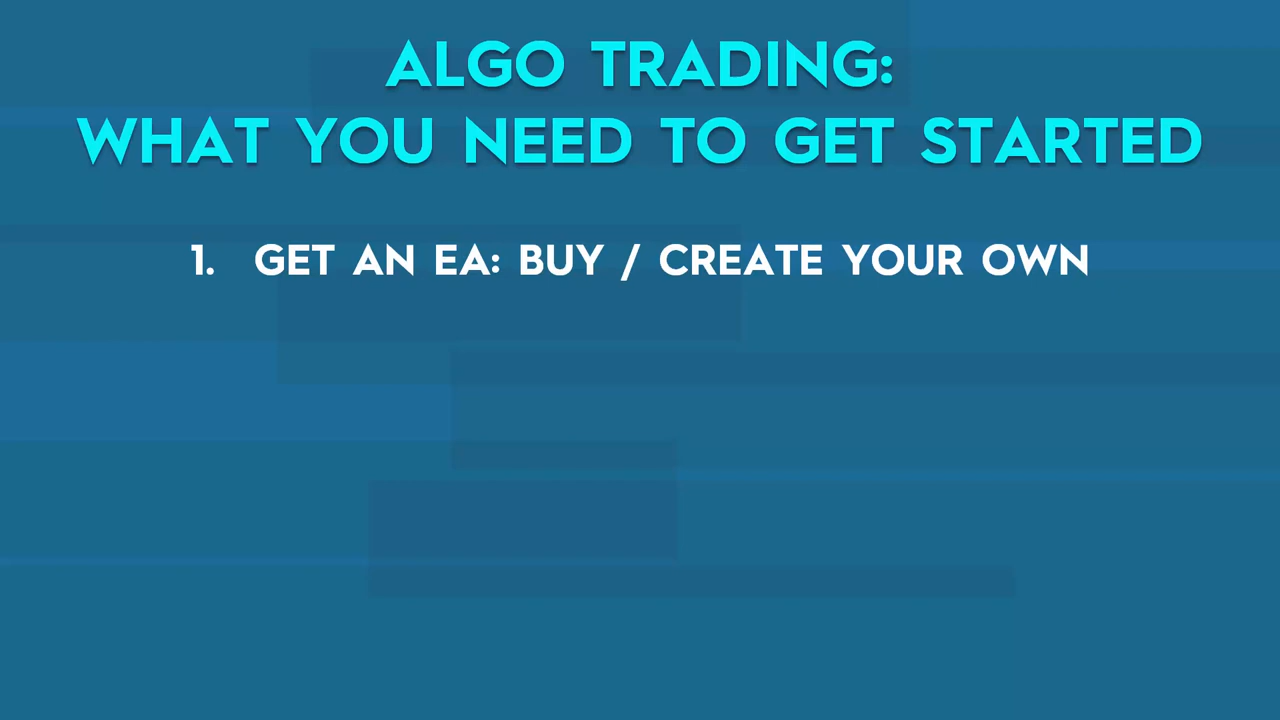 ALGO TRADING:
WHAT YOU NEED TO GET STARTED
1. GET AN EA: BUY / CREATE YOUR OWN